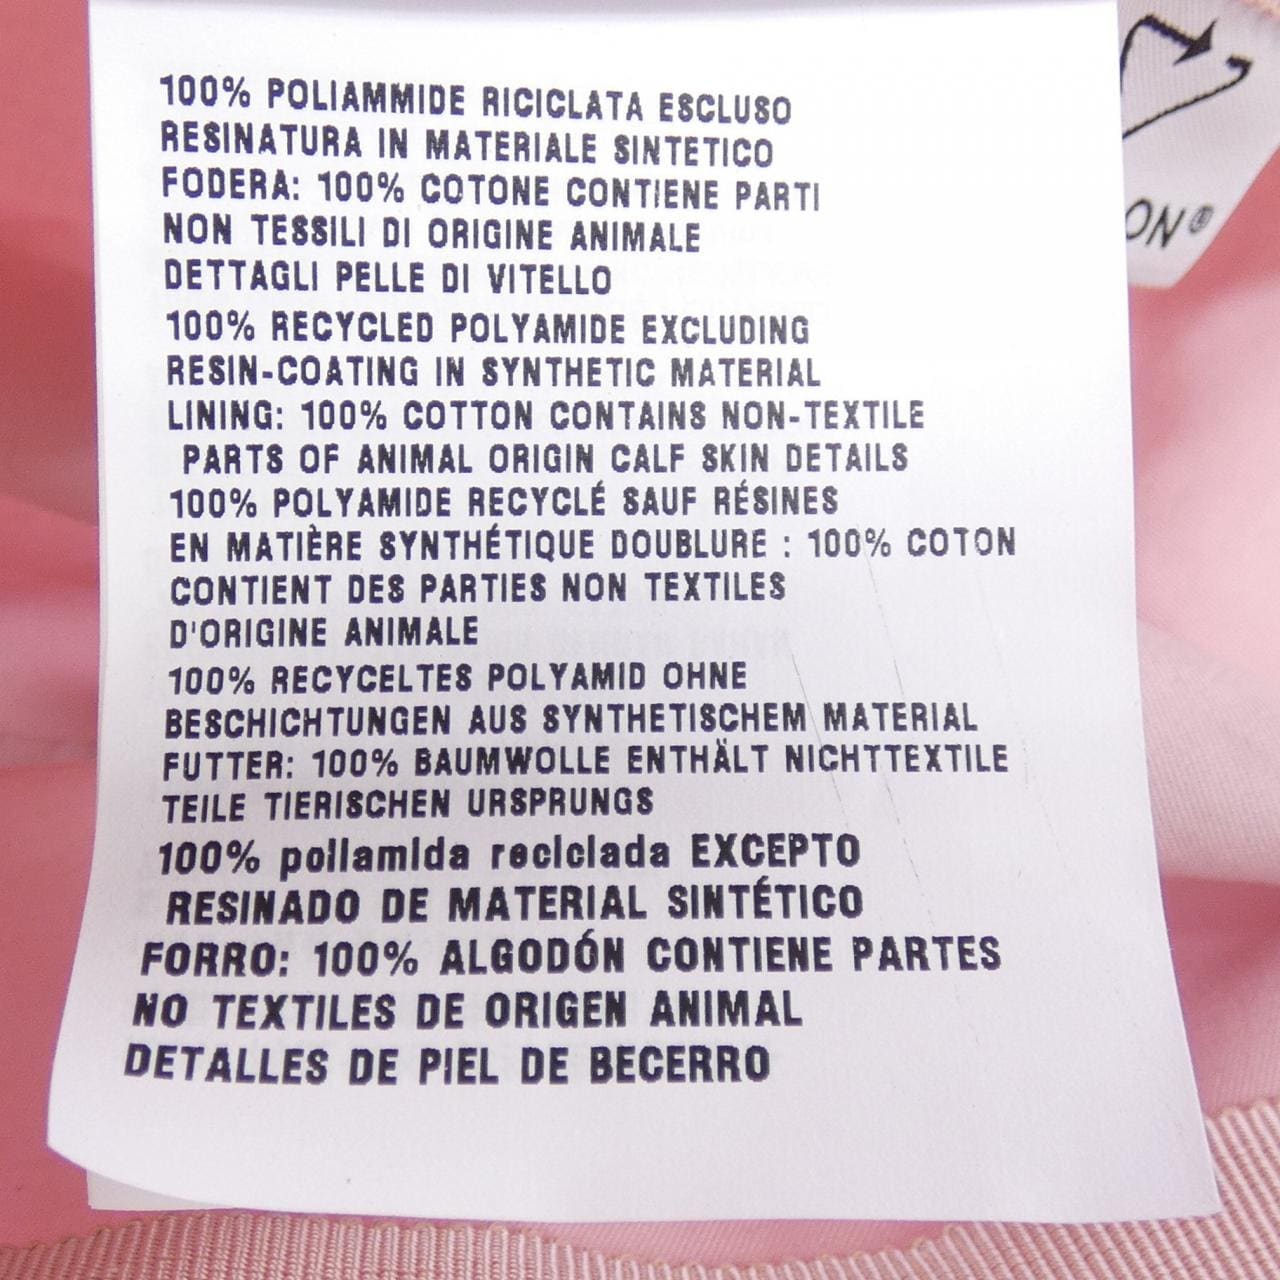 100% POLIAMMIDE RICICLATA ESCLUSO
RESINATURA IN MATERIALE SINTETICO
FODERA: 100% COTONE CONTIENE PARTI
NON TESSILI DI ORIGINE ANIMALE
DETTAGLI PELLE DI VITELLO
100% RECYCLED POLYAMIDE EXCLUDING
RESIN-COATING IN SYNTHETIC MATERIAL
LINING: 100% COTTON CONTAINS NON-TEXTILE
PARTS OF ANIMAL ORIGIN CALF SKIN DETAILS
100% POLYAMIDE RECYCLÉ SAUF RÉSINES
EN MATIÈRE SYNTHÉTIQUE DOUBLURE : 100% COTON
CONTIENT DES PARTIES NON TEXTILES
D'ORIGINE ANIMALE
100% RECYCELTES POLYAMID OHNE
BESCHICHTUNGEN AUS SYNTHETISCHEM MATERIAL
FUTTER: 100% BAUMWOLLE ENTHÄLT NICHTTEXTILE
TEILE TIERISCHEN URSPRUNGS
100% poliamida reciclada EXCEPTO
RESINADO DE MATERIAL SINTÉTICO
FORRO: 100% ALGODÓN CONTIENE PARTES
NO TEXTILES DE ORIGEN ANIMAL
DETALLES DE PIEL DE BECERRO
ON®